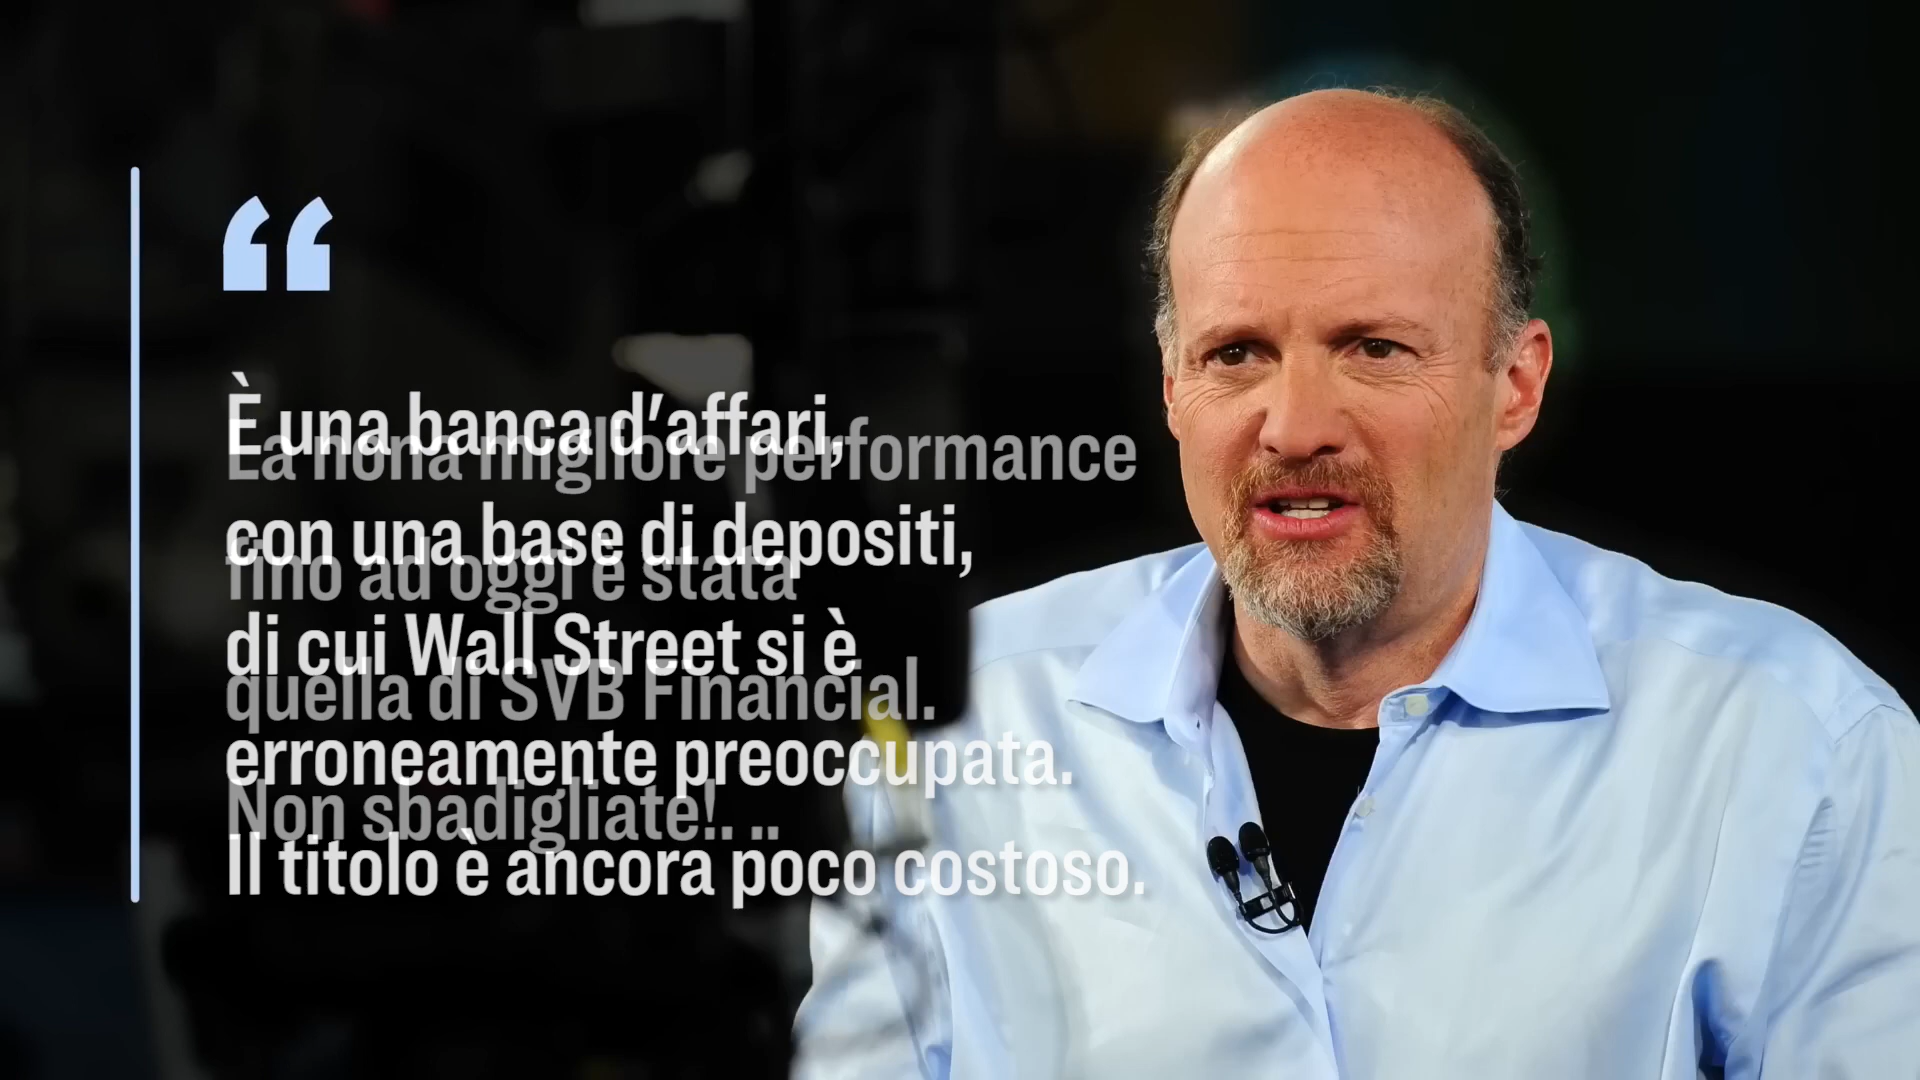 “
È una banca d’affari,
con una base di depositi,
di cui Wall Street si è
erroneamente preoccupata.
Il titolo è ancora poco costoso.
La nona migliore performance
fino ad oggi è stata
quella di SVB Financial.
Non sbadigliate!. ..